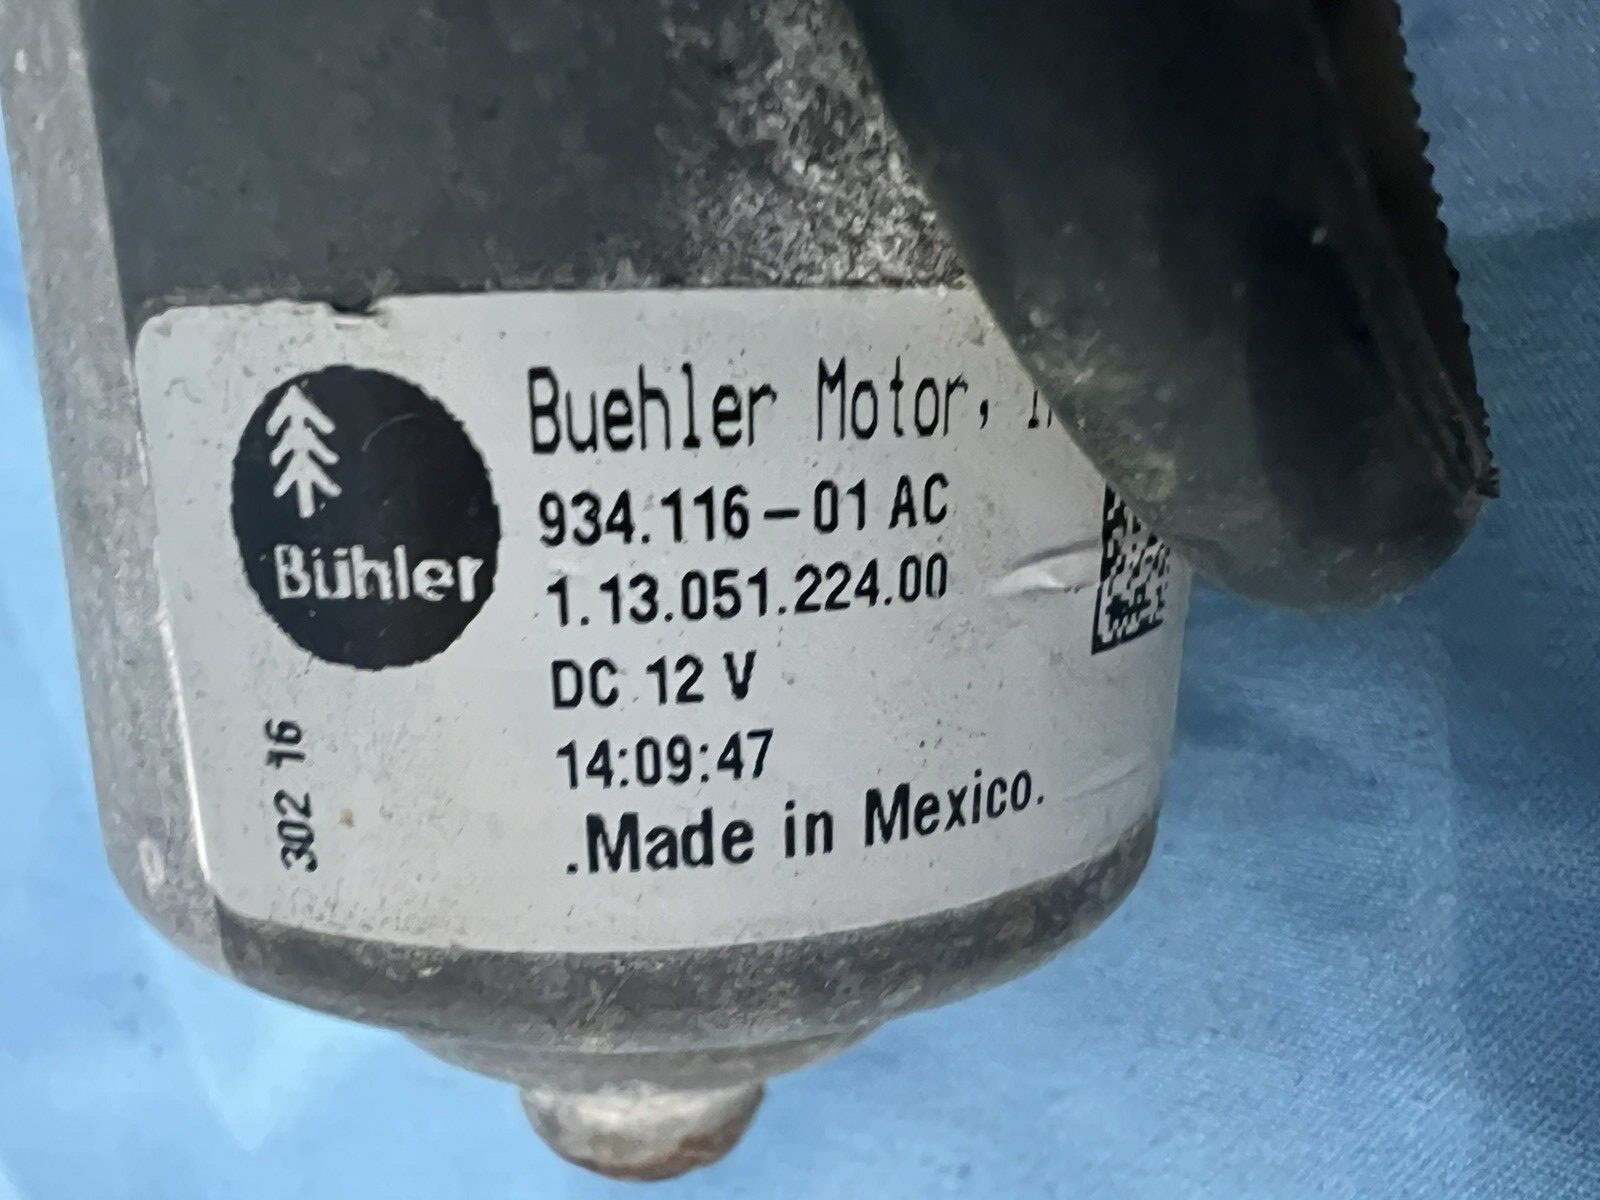 Bühler
Buehler Motor,
934.116-01 AC
1.13.051.224.00
DC 12 V
14:09:47
.Made in Mexico.
302 16